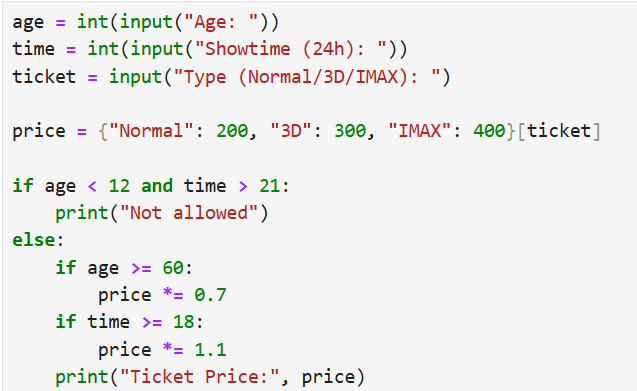 age = int(input("Age: "))
time = int(input("Showtime (24h): "))
ticket = input("Type (Normal/3D/IMAX): ")

price = {"Normal": 200, "3D": 300, "IMAX": 400}[ticket]

if age < 12 and time > 21:
    print("Not allowed")
else:
    if age >= 60:
        price *= 0.7
    if time >= 18:
        price *= 1.1
    print("Ticket Price:", price)